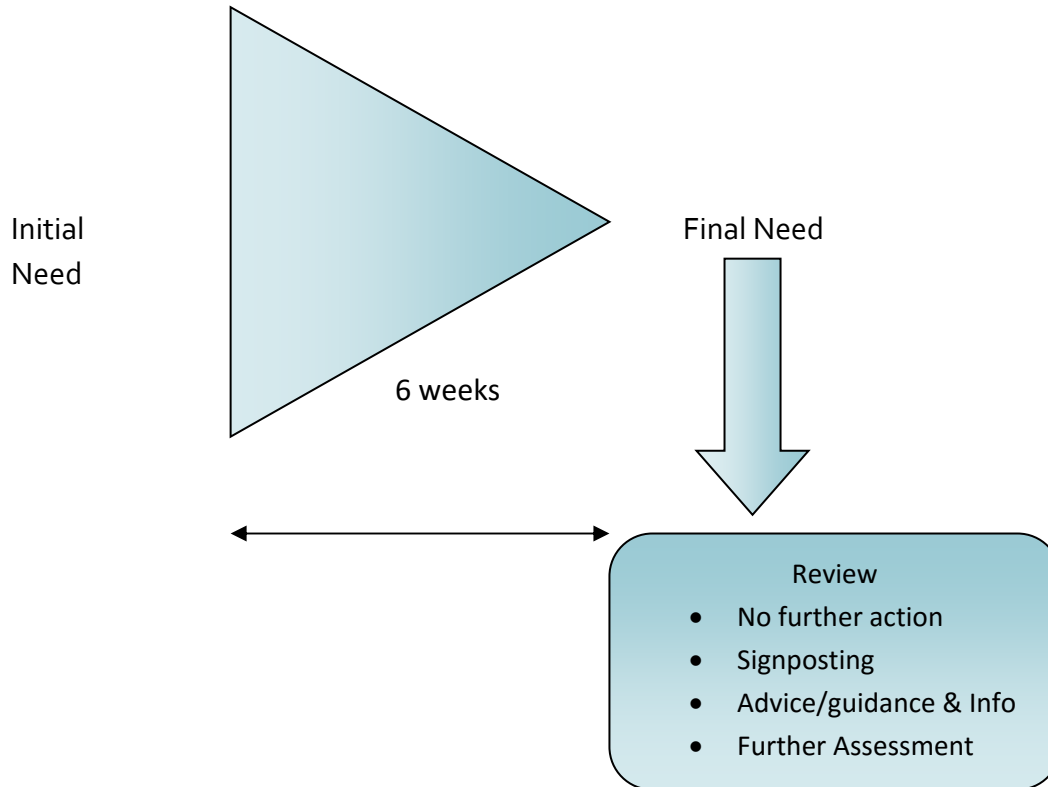 Initial
Need
Final Need
6 weeks
Review
• No further action
• Signposting
• Advice/guidance & Info
• Further Assessment